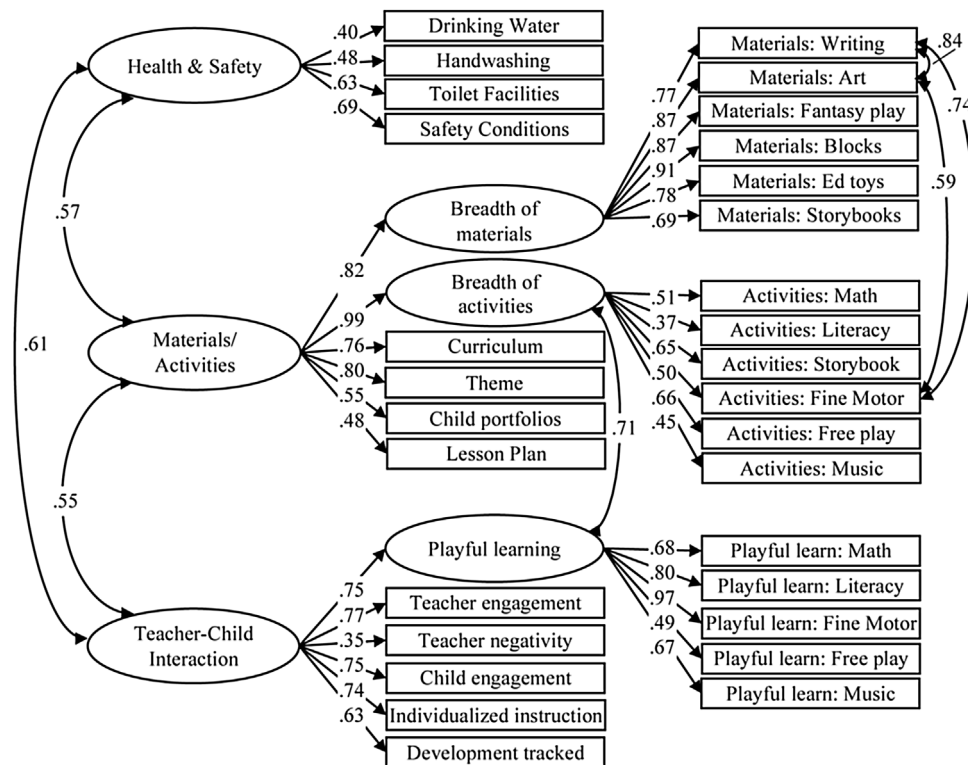 Health & Safety
.40
.48
.63
.69
Drinking Water
Handwashing
Toilet Facilities
Safety Conditions
.57
.61
.55
Materials/
Activities
.82
.99
.76
.80
.55
.48
Breadth of
materials
Breadth of
activities
Curriculum
Theme
Child portfolios
Lesson Plan
.77
.87
.87
.91
.78
.69
Materials: Writing
Materials: Art
Materials: Fantasy play
Materials: Blocks
Materials: Ed toys
Materials: Storybooks
.84
.74
.59
.51
.37
.65
.50
.66
.45
Activities: Math
Activities: Literacy
Activities: Storybook
Activities: Fine Motor
Activities: Free play
Activities: Music
.71
Teacher-Child
Interaction
.75
.77
.35
.75
.74
.63
Playful learning
Teacher engagement
Teacher negativity
Child engagement
Individualized instruction
Development tracked
.68
.80
.97
.49
.67
Playful learn: Math
Playful learn: Literacy
Playful learn: Fine Motor
Playful learn: Free play
Playful learn: Music